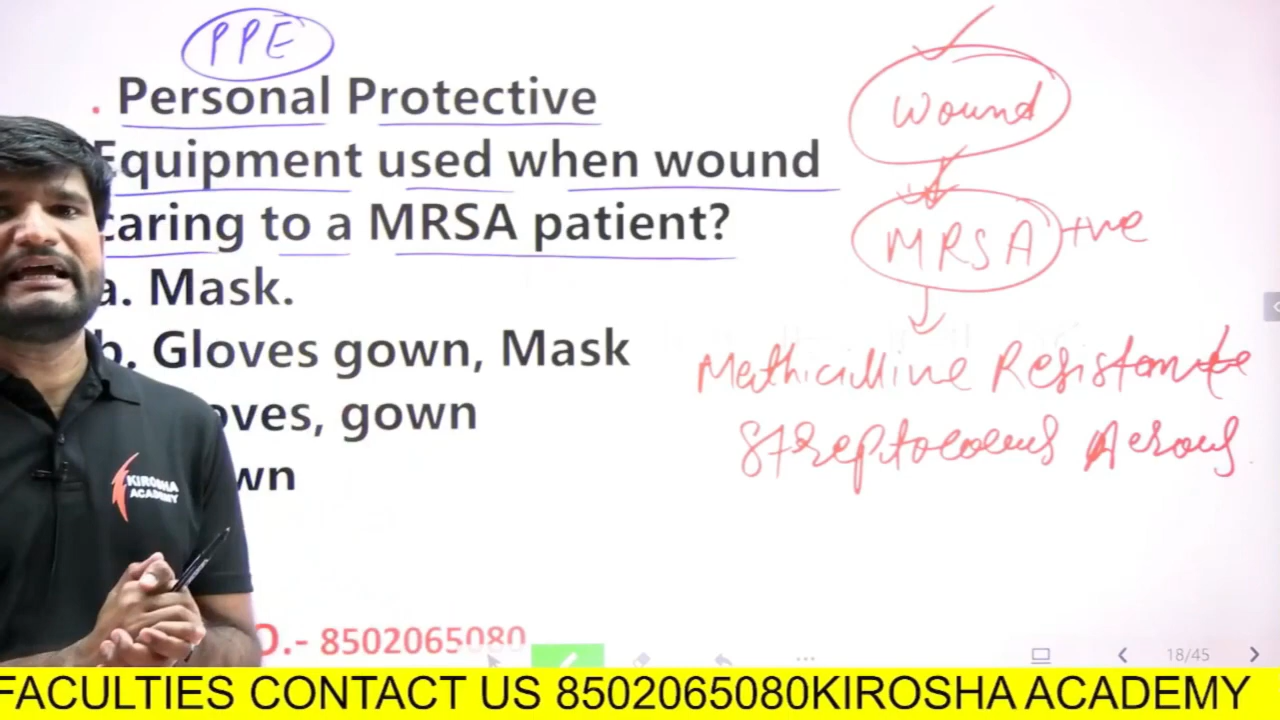 PPE
. Personal Protective
Equipment used when wound
caring to a MRSA patient?
a. Mask.
b. Gloves gown, Mask
oves, gown
wn
wound
MRSA +ve
Methicilline Resistante
Streptococcus Aerous.
KIROSHA
ACADEMY
O.- 8502065080
18/45
FACULTIES CONTACT US 8502065080KIROSHA ACADEMY